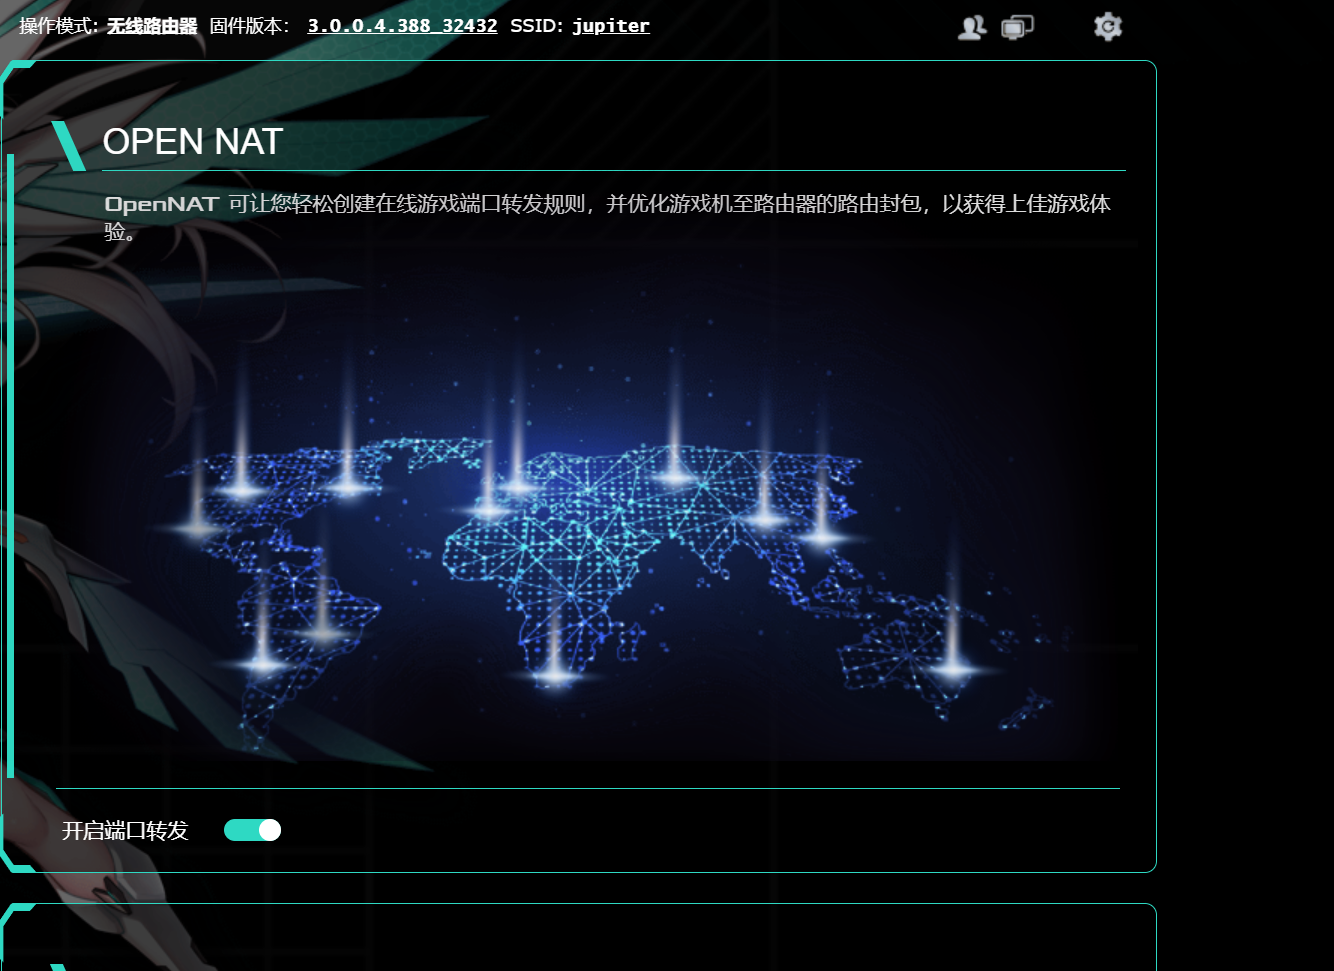 操作模式: 无线路由器 固件版本: 3.0.0.4.388_32432 SSID: jupiter
OPEN NAT
OpenNAT 可让您轻松创建在线游戏端口转发规则，并优化游戏机至路由器的路由封包，以获得上佳游戏体
验。
开启端口转发